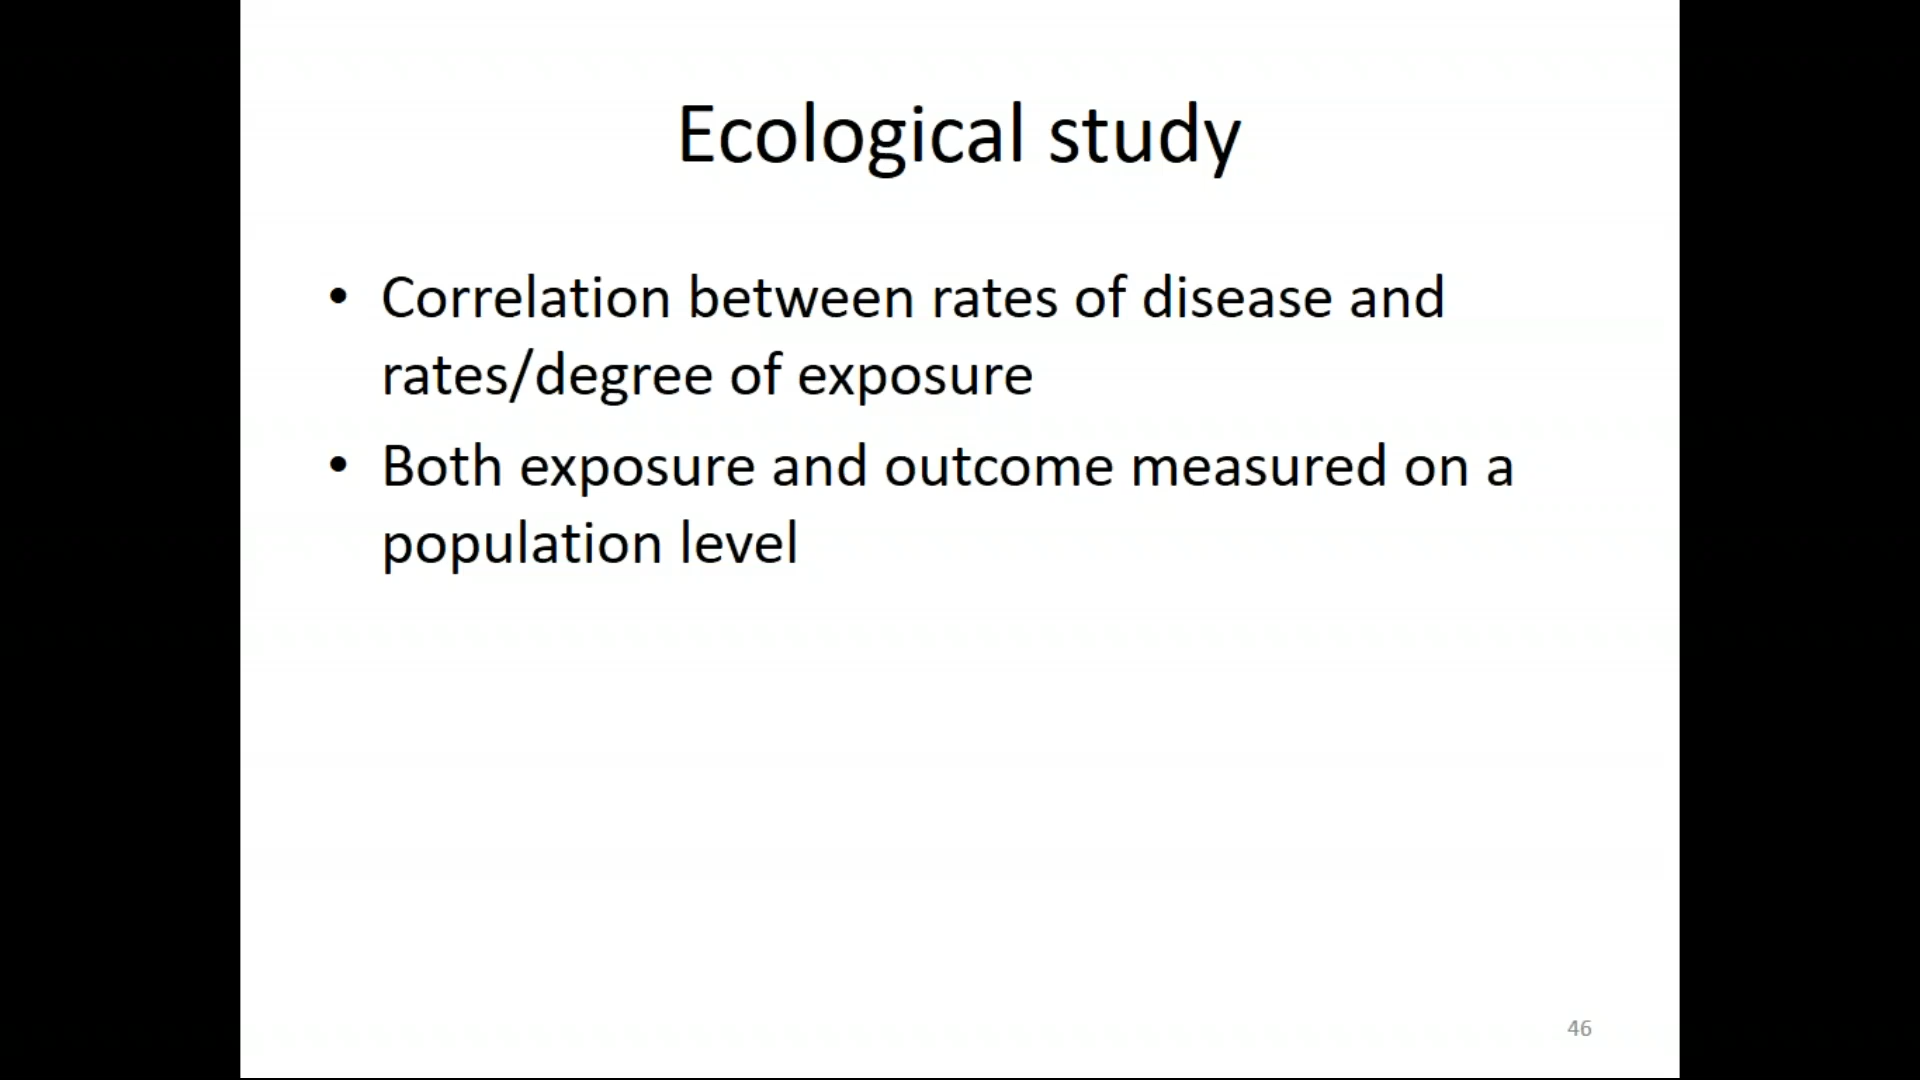 Ecological study
• Correlation between rates of disease and
rates/degree of exposure
• Both exposure and outcome measured on a
population level
46